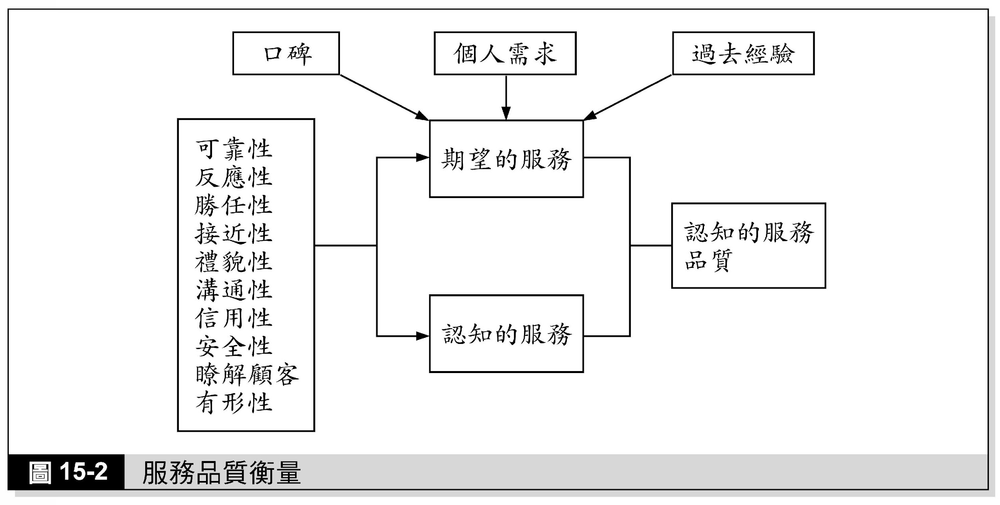 口碑
個人需求
過去經驗
可靠性
反應性
勝任性
接近性
禮貌性
溝通性
信用性
安全性
瞭解顧客
有形性
期望的服務
認知的服務
認知的服務
品質
圖 15-2 服務品質衡量